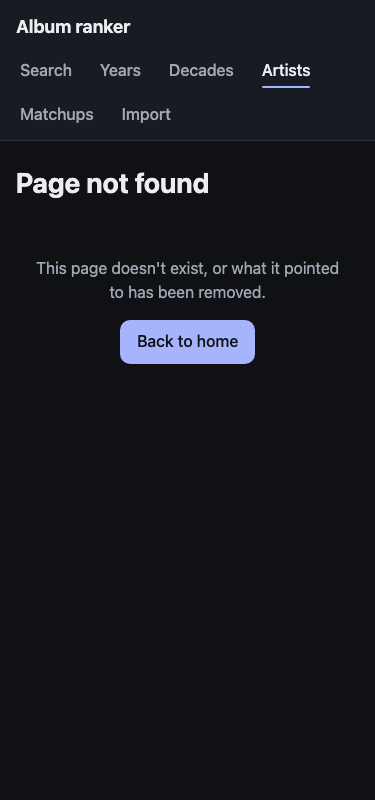 Album ranker
Search Years Decades Artists
Matchups Import
Page not found
This page doesn't exist, or what it pointed
to has been removed.
Back to home